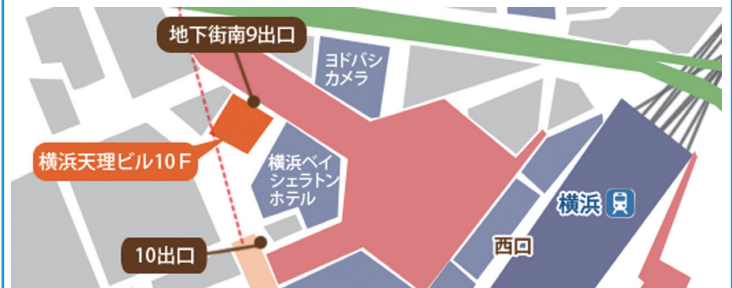 地下街南9出口
ヨドバシ
カメラ
横浜天理ビル10F
横浜ベイ
シェラトン
ホテル
横浜
10出口
西口